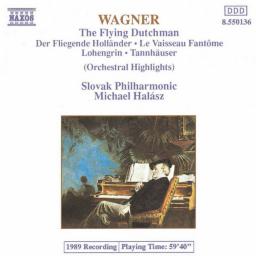 NAXOS
DDD
8.550136
WAGNER
The Flying Dutchman
Der Fliegende Holländer • Le Vaisseau Fantôme
Lohengrin • Tannhäuser
(Orchestral Highlights)
Slovak Philharmonic
Michael Halász
1989 Recording
Playing Time: 59'40"